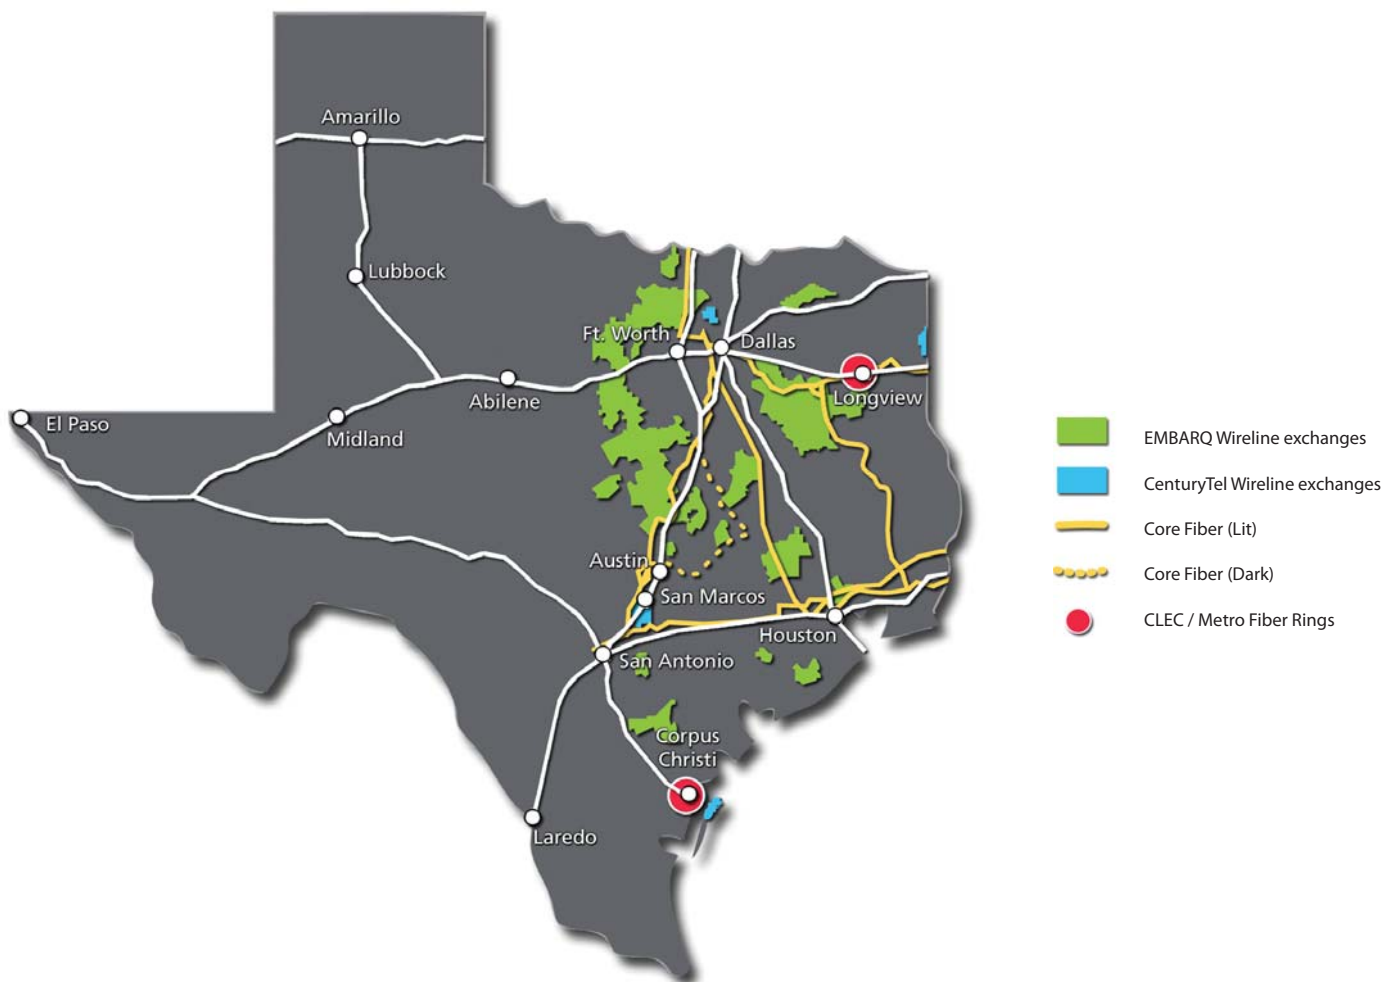 Amarillo
Lubbock
Ft. Worth
Dallas
Abilene
Longview
El Paso
Midland
Austin
San Marcos
Houston
San Antonio
Corpus
Christi
Laredo
EMBARQ Wireline exchanges
CenturyTel Wireline exchanges
Core Fiber (Lit)
Core Fiber (Dark)
CLEC / Metro Fiber Rings